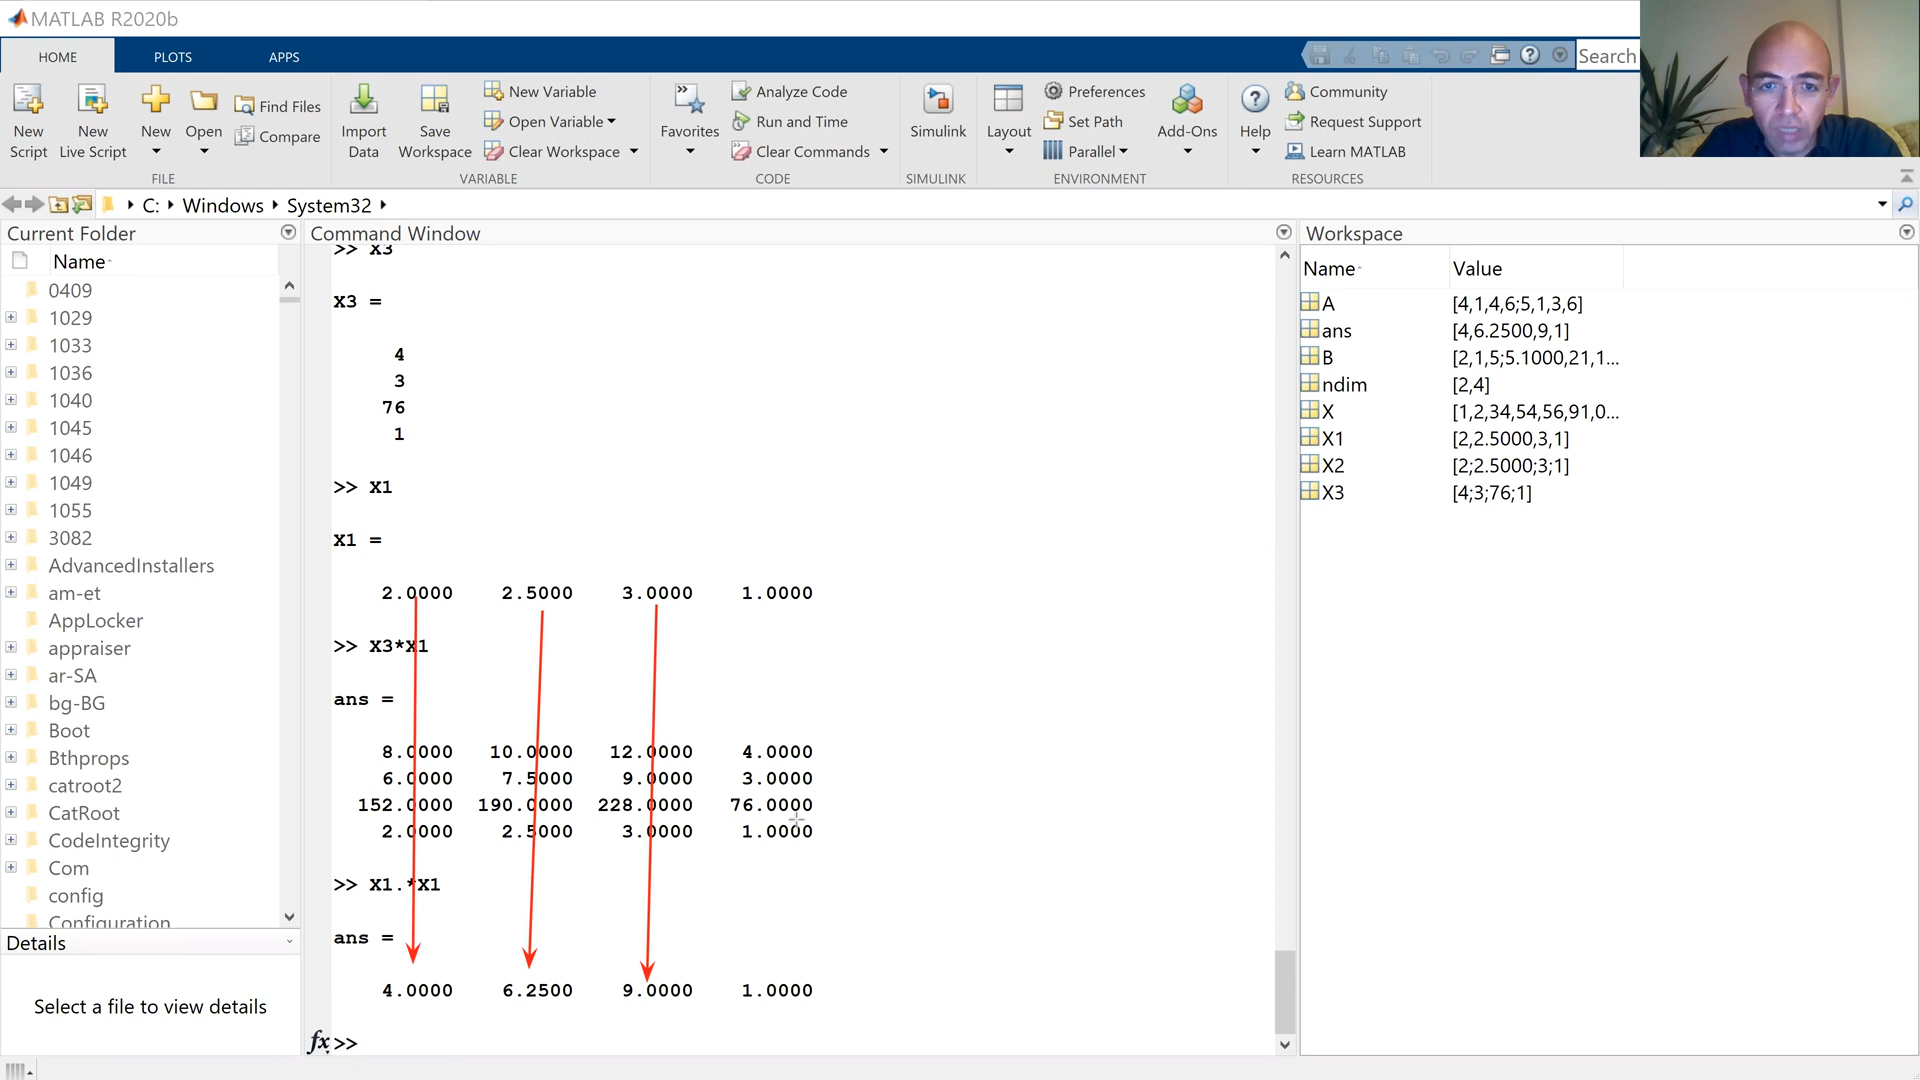 MATLAB R2020b
HOME PLOTS APPS
Search
New Script
New Live Script
New
Open
Find Files
Compare
Import Data
Save Workspace
New Variable
Open Variable
Clear Workspace
Favorites
Analyze Code
Run and Time
Clear Commands
Simulink
Layout
Preferences
Set Path
Parallel
Add-Ons
Help
Community
Request Support
Learn MATLAB
FILE VARIABLE CODE SIMULINK ENVIRONMENT RESOURCES
C: Windows System32
Current Folder
Name
0409
1029
1033
1036
1040
1045
1046
1049
1055
3082
AdvancedInstallers
am-et
AppLocker
appraiser
ar-SA
bg-BG
Boot
Bthprops
catroot2
CatRoot
CodeIntegrity
Com
config
Configuration
Details
Select a file to view details
Command Window
>> X3
X3 =
4
3
76
1
>> X1
X1 =
2.0000 2.5000 3.0000 1.0000
>> X3*X1
ans =
8.0000 10.0000 12.0000 4.0000
6.0000 7.5000 9.0000 3.0000
152.0000 190.0000 228.0000 76.0000
2.0000 2.5000 3.0000 1.0000
>> X1.*X1
ans =
4.0000 6.2500 9.0000 1.0000
fx >>
Workspace
Name Value
A [4,1,4,6;5,1,3,6]
ans [4,6.2500,9,1]
B [2,1,5;5.1000,21,1...
ndim [2,4]
X [1,2,34,54,56,91,0...
X1 [2,2.5000,3,1]
X2 [2;2.5000;3;1]
X3 [4;3;76;1]